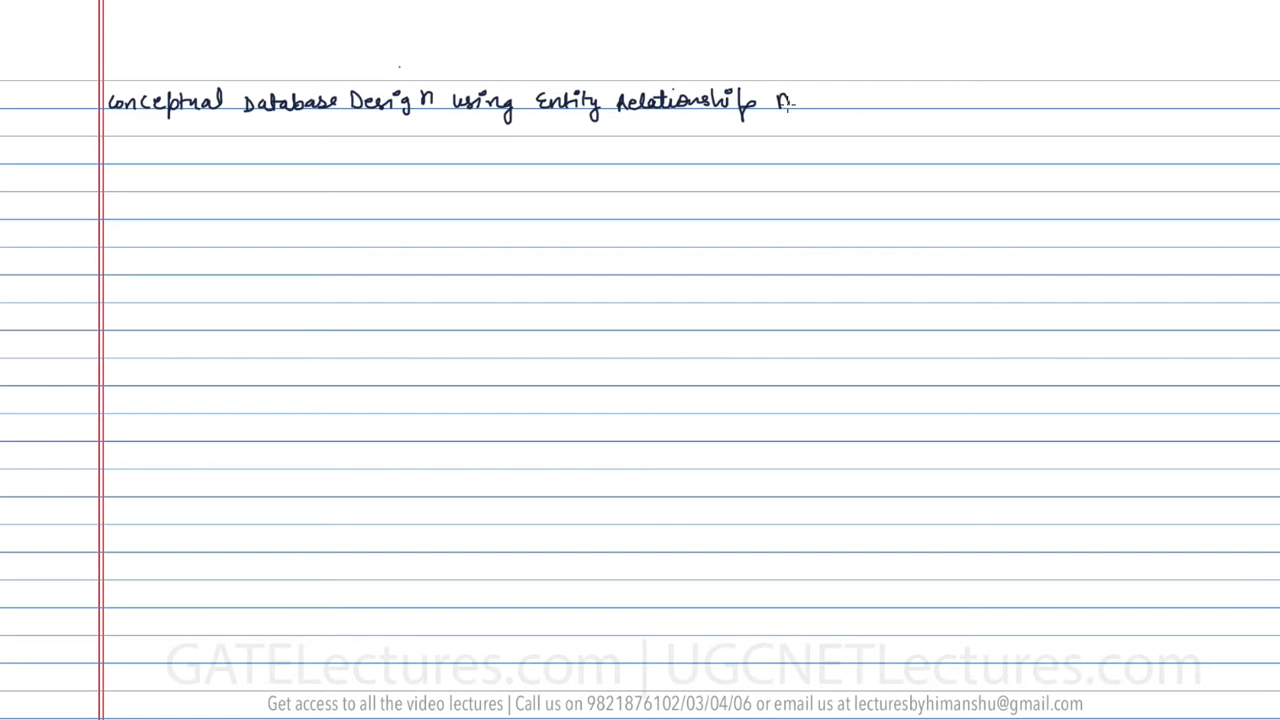 Conceptual Database Design using Entity Relationship
GATELectures.com | UGCNETLectures.com
Get access to all the video lectures | Call us on 9821876102/03/04/06 or email us at lecturesbyhimanshu@gmail.com